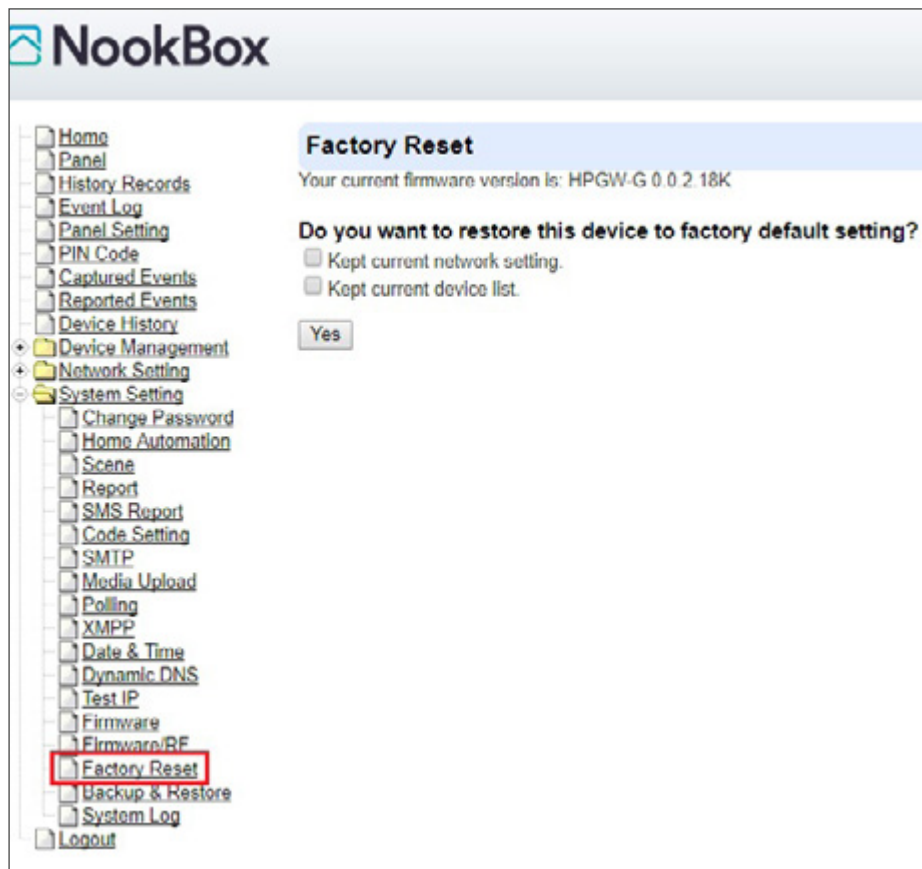 NookBox
Home
Panel
History Records
Event Log
Panel Setting
PIN Code
Captured Events
Reported Events
Device History
Device Management
Network Setting
System Setting
Change Password
Home Automation
Scene
Report
SMS Report
Code Setting
SMTP
Media Upload
Polling
XMPP
Date & Time
Dynamic DNS
Test IP
Firmware
Firmware/RF
Factory Reset
Backup & Restore
System Log
Logout
Factory Reset
Your current firmware version is: HPGW-G 0.0.2.18K
Do you want to restore this device to factory default setting?
Kept current network setting.
Kept current device list.
Yes